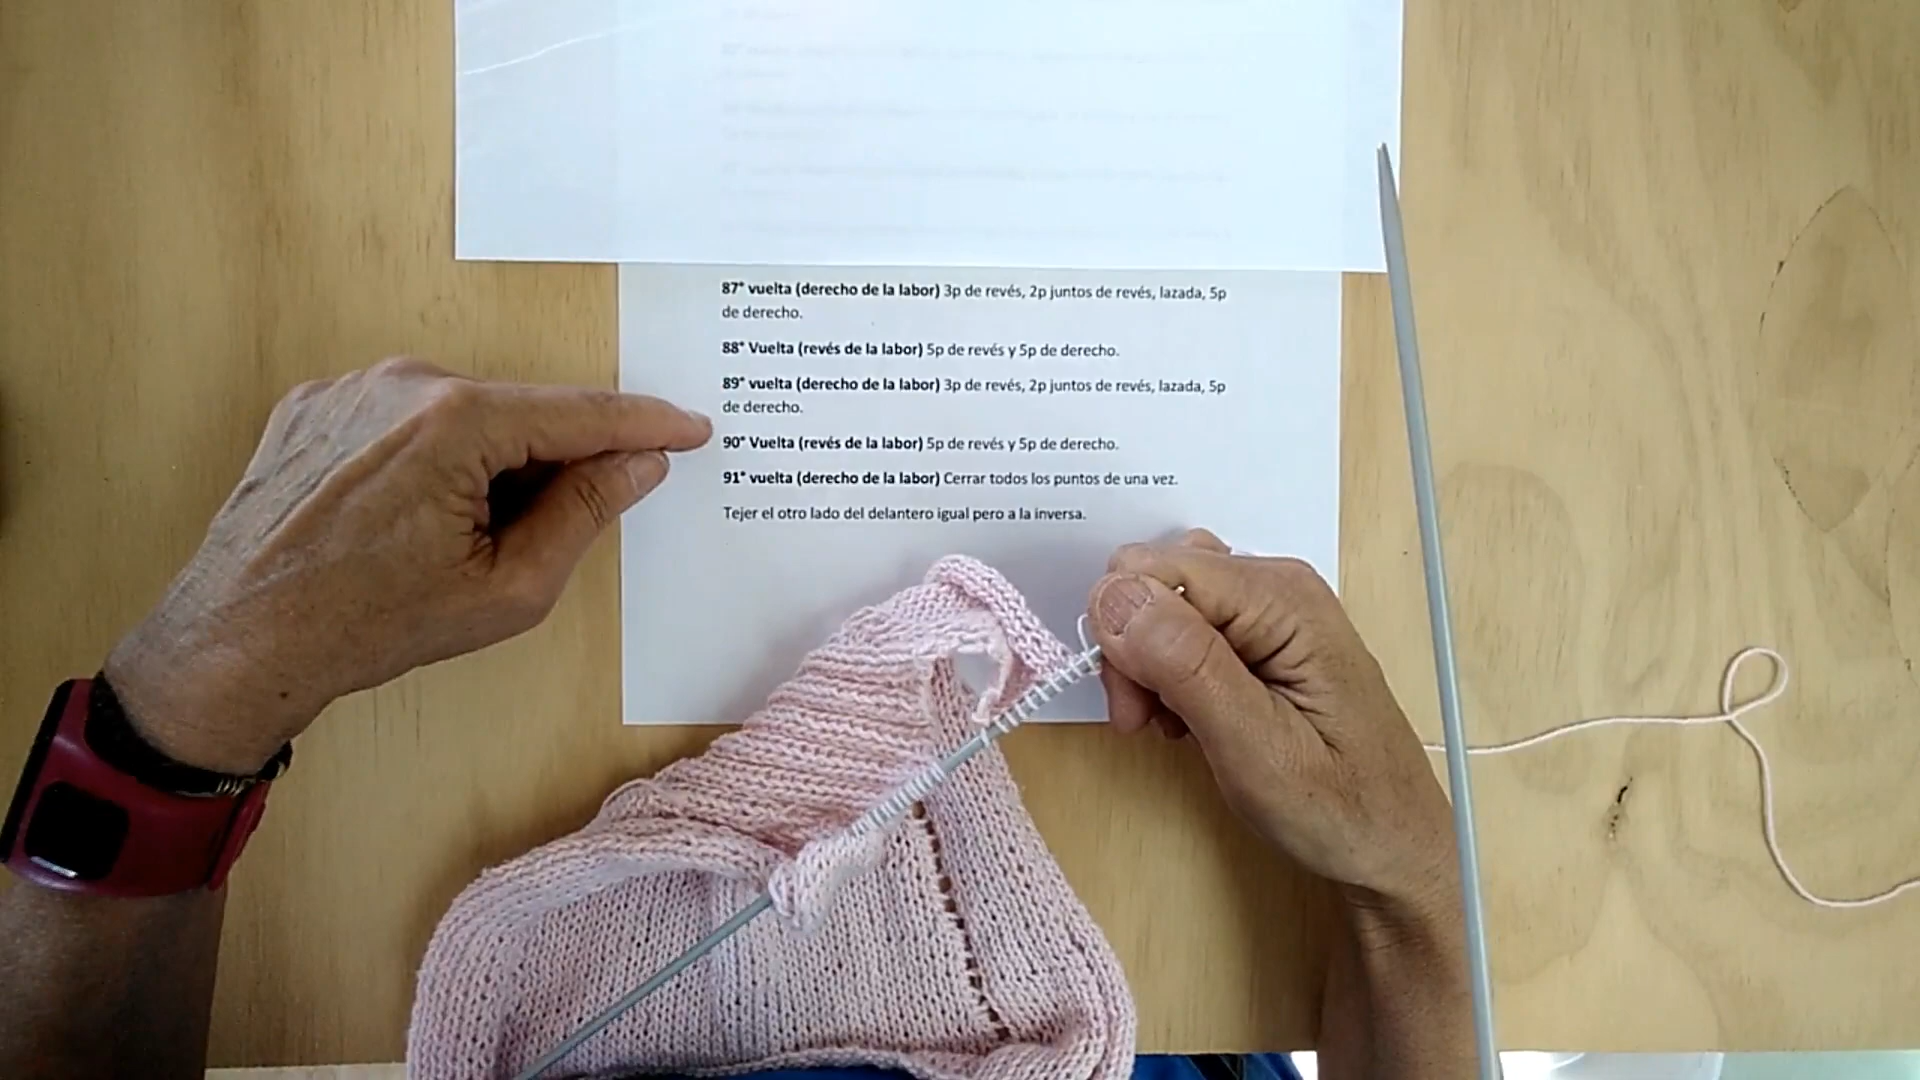 87° vuelta (derecho de la labor) 3p de revés, 2p juntos de revés, lazada, 5p
de derecho.
88° Vuelta (revés de la labor) 5p de revés y 5p de derecho.
89° vuelta (derecho de la labor) 3p de revés, 2p juntos de revés, lazada, 5p
de derecho.
90° Vuelta (revés de la labor) 5p de revés y 5p de derecho.
91° vuelta (derecho de la labor) Cerrar todos los puntos de una vez.
Tejer el otro lado del delantero igual pero a la inversa.